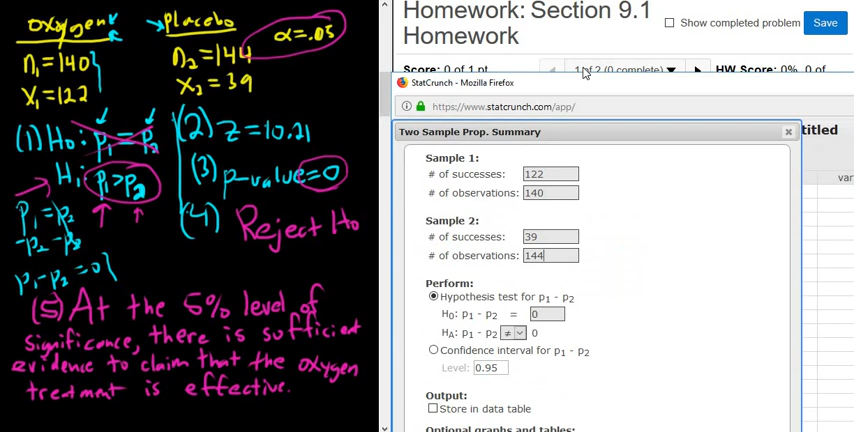 oxygen
placebo
α=.05
n1=140
n2=144
x1=122
x2=39
(1) H0: p1=p2
H1: p1>p2
p1=p2
-p2 -p2
p1-p2=0
(2) z=10.21
(3) p-value=0
(4) Reject Ho
(5) At the 5% level of
significance, there is sufficient
evidence to claim that the oxygen
treatment is effective.
Homework: Section 9.1
Homework
Show completed problem
Save
Score: 0 of 1 pt
1 of 2 (0 complete)
HW Score: 0%, 0 of
StatCrunch - Mozilla Firefox
https://www.statcrunch.com/app/
Two Sample Prop. Summary
titled
var
Sample 1:
# of successes: 122
# of observations: 140
Sample 2:
# of successes: 39
# of observations: 144
Perform:
Hypothesis test for p1 - p2
H0: p1 - p2 = 0
HA: p1 - p2 ≠ 0
Confidence interval for p1 - p2
Level: 0.95
Output:
Store in data table
Optional graphs and tables: